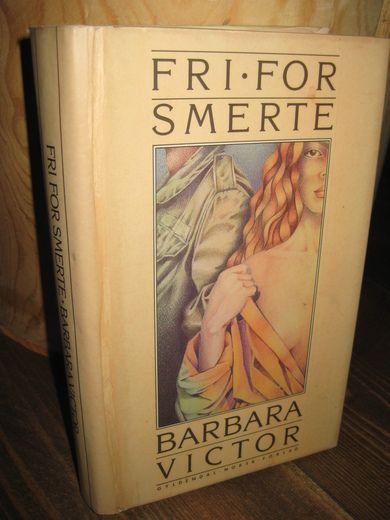 FRI·FOR
SMERTE
BARBARA
VICTOR
GYLDENDAL NORSK FORLAG
FRI FOR SMERTE·BARBARA VICTOR